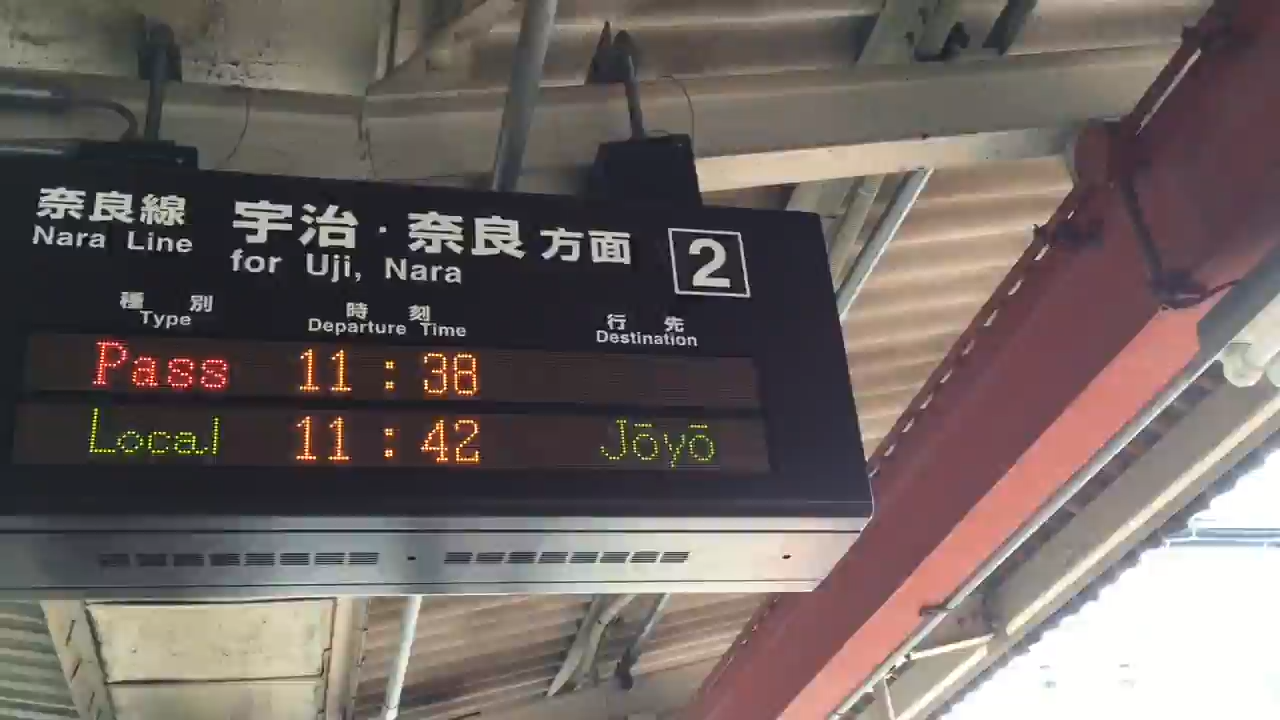 奈良線 宇治・奈良 方面 2
Nara Line for Uji, Nara
種別 時刻 行先
Type Departure Time Destination
Pass 11:38
Local 11:42 Jōyō